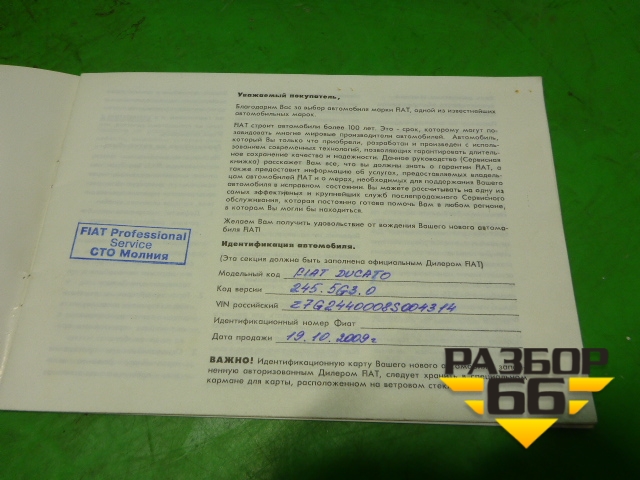 Уважаемый покупатель,
Благодарим Вас за выбор автомобиля марки FIAT, одной из известнейших
автомобильных марок.
FIAT строит автомобили более 100 лет. Это - срок, которому могут по-
завидовать многие мировые производители автомобилей. Автомобиль,
который Вы только что приобрели, разработан и произведен с исполь-
зованием современных технологий, позволяющих гарантировать длитель-
ное сохранение качества и надежности. Данное руководство (Сервисная
книжка) расскажет Вам все, что вы должны знать о гарантии FIAT, а
также предоставит информацию об услугах, предоставляемых владель-
цам автомобилей FIAT и о мерах, необходимых для поддержания Вашего
автомобиля в исправном состоянии. Вы можете рассчитывать на одну из
самых эффективных и крупнейших служб послепродажного Сервисного
обслуживания, которая постоянно готова помочь Вам в любом регионе,
в котором Вы могли бы находиться.
Желаем Вам получить удовольствие от вождения Вашего нового автомо-
биля FIAT!
Идентификация автомобиля.
(Эта секция должна быть заполнена официальным Дилером FIAT)
Модельный код FIAT DUCATO
Код версии 245.5G3.0
VIN российский Z7G2440008S004314
Идентификационный номер Фиат
Дата продажи 19.10.2009г
ВАЖНО! Идентификационную карту Вашего нового запол-
ненную авторизованным Дилером FIAT, следует хранить в специальном
кармане для карты, расположенном на ветровом
FIAT Professional
Service
СТО Молния
РАЗБОР
66